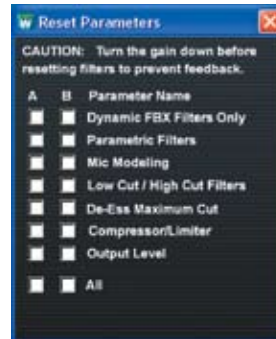 Reset Parameters
CAUTION: Turn the gain down before
resetting filters to prevent feedback.
A B Parameter Name
Dynamic FBX Filters Only
Parametric Filters
Mic Modeling
Low Cut / High Cut Filters
De-Ess Maximum Cut
Compressor/Limiter
Output Level
All